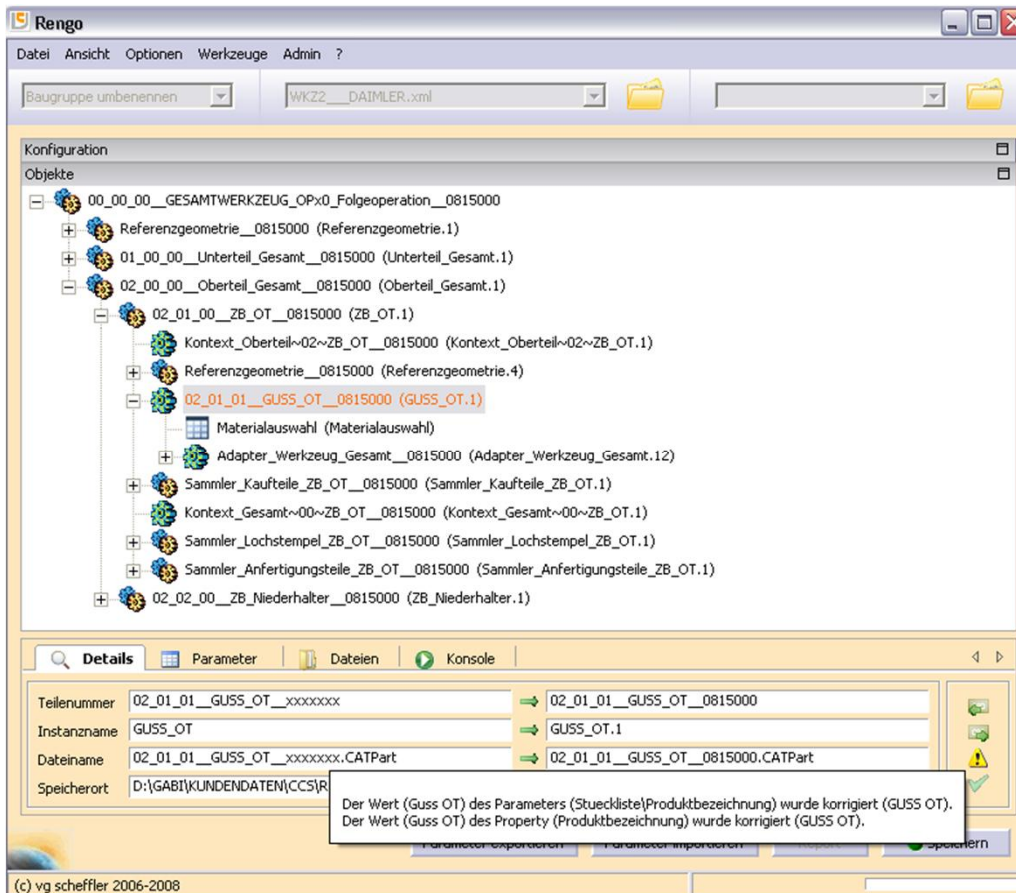 Rengo
Datei Ansicht Optionen Werkzeuge Admin ?
Baugruppe umbenennen WKZ2___DAIMLER.xml
Konfiguration
Objekte
00_00_00__GESAMTWERKZEUG_OPx0_Folgeoperation__0815000
Referenzgeometrie__0815000 (Referenzgeometrie.1)
01_00_00__Unterteil_Gesamt__0815000 (Unterteil_Gesamt.1)
02_00_00__Oberteil_Gesamt__0815000 (Oberteil_Gesamt.1)
02_01_00__ZB_OT__0815000 (ZB_OT.1)
Kontext_Oberteil~02~ZB_OT__0815000 (Kontext_Oberteil~02~ZB_OT.1)
Referenzgeometrie__0815000 (Referenzgeometrie.4)
02_01_01__GUSS_OT__0815000 (GUSS_OT.1)
Materialauswahl (Materialauswahl)
Adapter_Werkzeug_Gesamt__0815000 (Adapter_Werkzeug_Gesamt.12)
Sammler_Kaufteile_ZB_OT__0815000 (Sammler_Kaufteile_ZB_OT.1)
Kontext_Gesamt~00~ZB_OT__0815000 (Kontext_Gesamt~00~ZB_OT.1)
Sammler_Lochstempel_ZB_OT__0815000 (Sammler_Lochstempel_ZB_OT.1)
Sammler_Anfertigungsteile_ZB_OT__0815000 (Sammler_Anfertigungsteile_ZB_OT.1)
02_02_00__ZB_Niederhalter__0815000 (ZB_Niederhalter.1)
Details Parameter Dateien Konsole
Teilenummer 02_01_01__GUSS_OT__xxxxxxx 02_01_01__GUSS_OT__0815000
Instanzname GUSS_OT GUSS_OT.1
Dateiname 02_01_01__GUSS_OT__xxxxxxx.CATPart 02_01_01__GUSS_OT__0815000.CATPart
Speicherort D:\GABI\KUNDENDATEN\CCS\R
Der Wert (Guss OT) des Parameters (Stueckliste\Produktbezeichnung) wurde korrigiert (GUSS OT).
Der Wert (Guss OT) des Property (Produktbezeichnung) wurde korrigiert (GUSS OT).
Parameter exportieren Parameter importieren Report Speichern
(c) vg scheffler 2006-2008